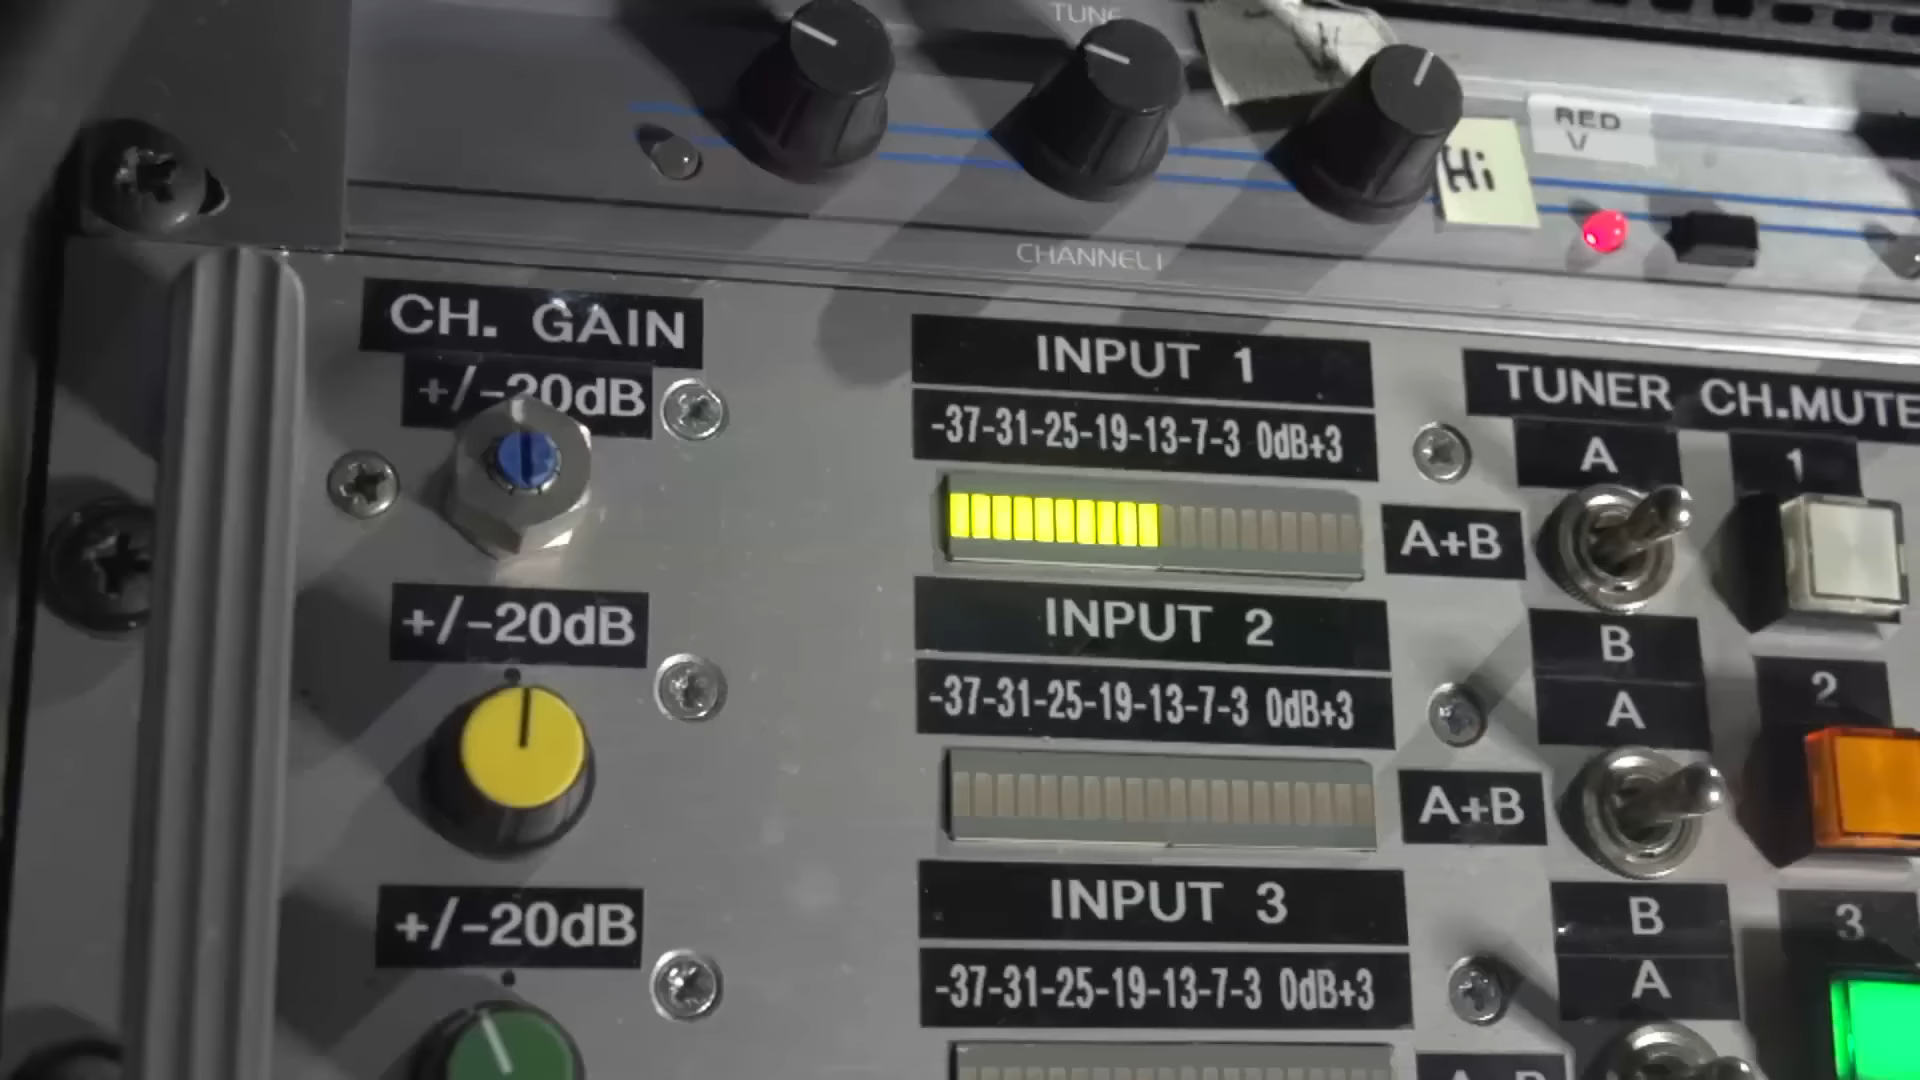 TUNE
Hi
RED
V
CHANNEL I
CH. GAIN
+/-20dB
INPUT 1
-37-31-25-19-13-7-3 0dB+3
TUNER CH.MUTE
A
1
A+B
B
+/-20dB
INPUT 2
-37-31-25-19-13-7-3 0dB+3
A
2
A+B
B
+/-20dB
INPUT 3
-37-31-25-19-13-7-3 0dB+3
A
3